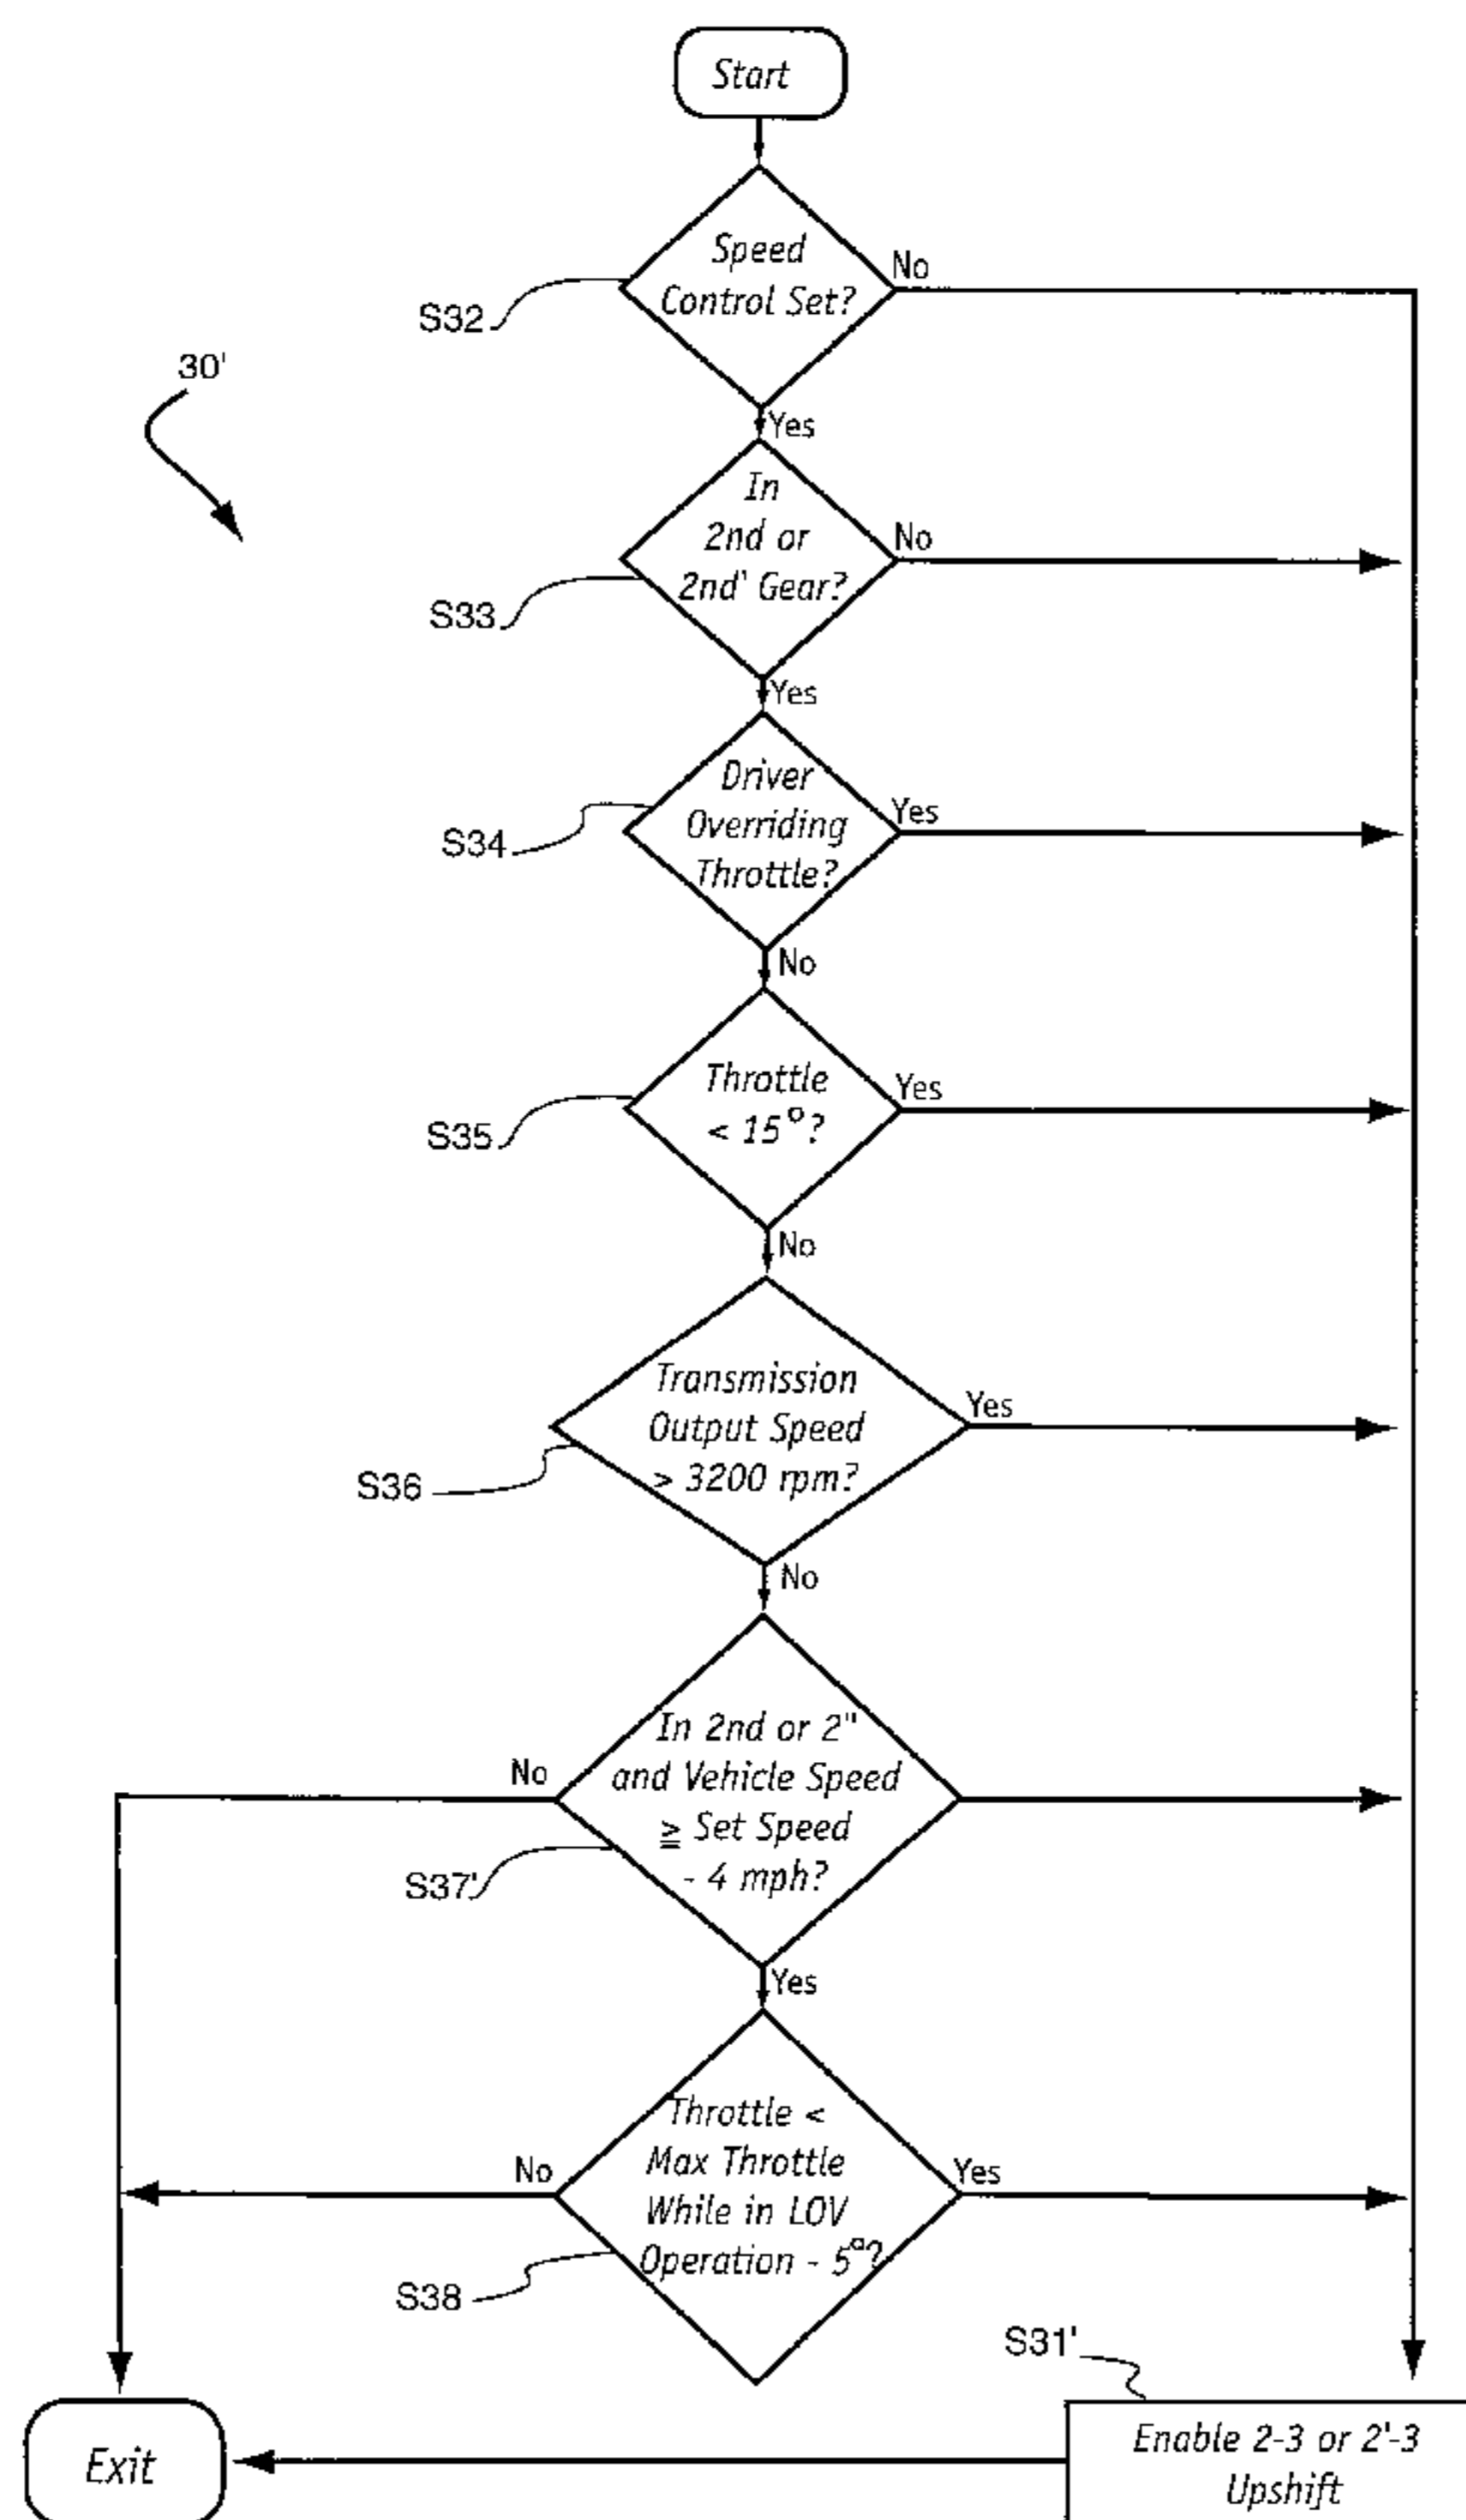 Start
Speed
Control Set?
No
S32
30'
Yes
In
2nd or
2nd' Gear?
No
S33
Yes
Driver
Overriding
Throttle?
Yes
S34
No
Throttle
< 15°?
Yes
S35
No
Transmission
Output Speed
> 3200 rpm?
Yes
S36
No
In 2nd or 2"
and Vehicle Speed
≧ Set Speed
- 4 mph?
No
S37'
Yes
Throttle <
Max Throttle
While in LOV
Operation - 5°?
No
Yes
S38
S31'
Enable 2-3 or 2'-3
Upshift
Exit